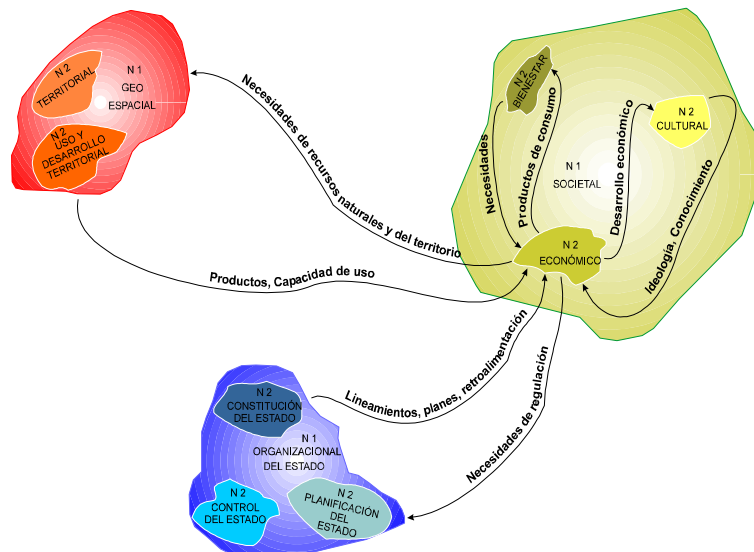 N 2
TERRITORIAL
N 1
GEO
ESPACIAL
N 2
USO Y
DESARROLLO
TERRITORIAL
Necesidades de recursos
naturales y del territorio
Productos, Capacidad de uso
N 2
BIENESTAR
Necesidades
Productos de consumo
N 1
SOCIETAL
Desarrollo económico
N 2
CULTURAL
Ideología, Conocimiento
N 2
ECONÓMICO
Lineamientos, planes, retroalimentación
Necesidades de regulación
N 2
CONSTITUCIÓN
DEL ESTADO
N 1
ORGANIZACIONAL
DEL ESTADO
N 2
CONTROL
DEL ESTADO
N 2
PLANIFICACIÓN
DEL
ESTADO